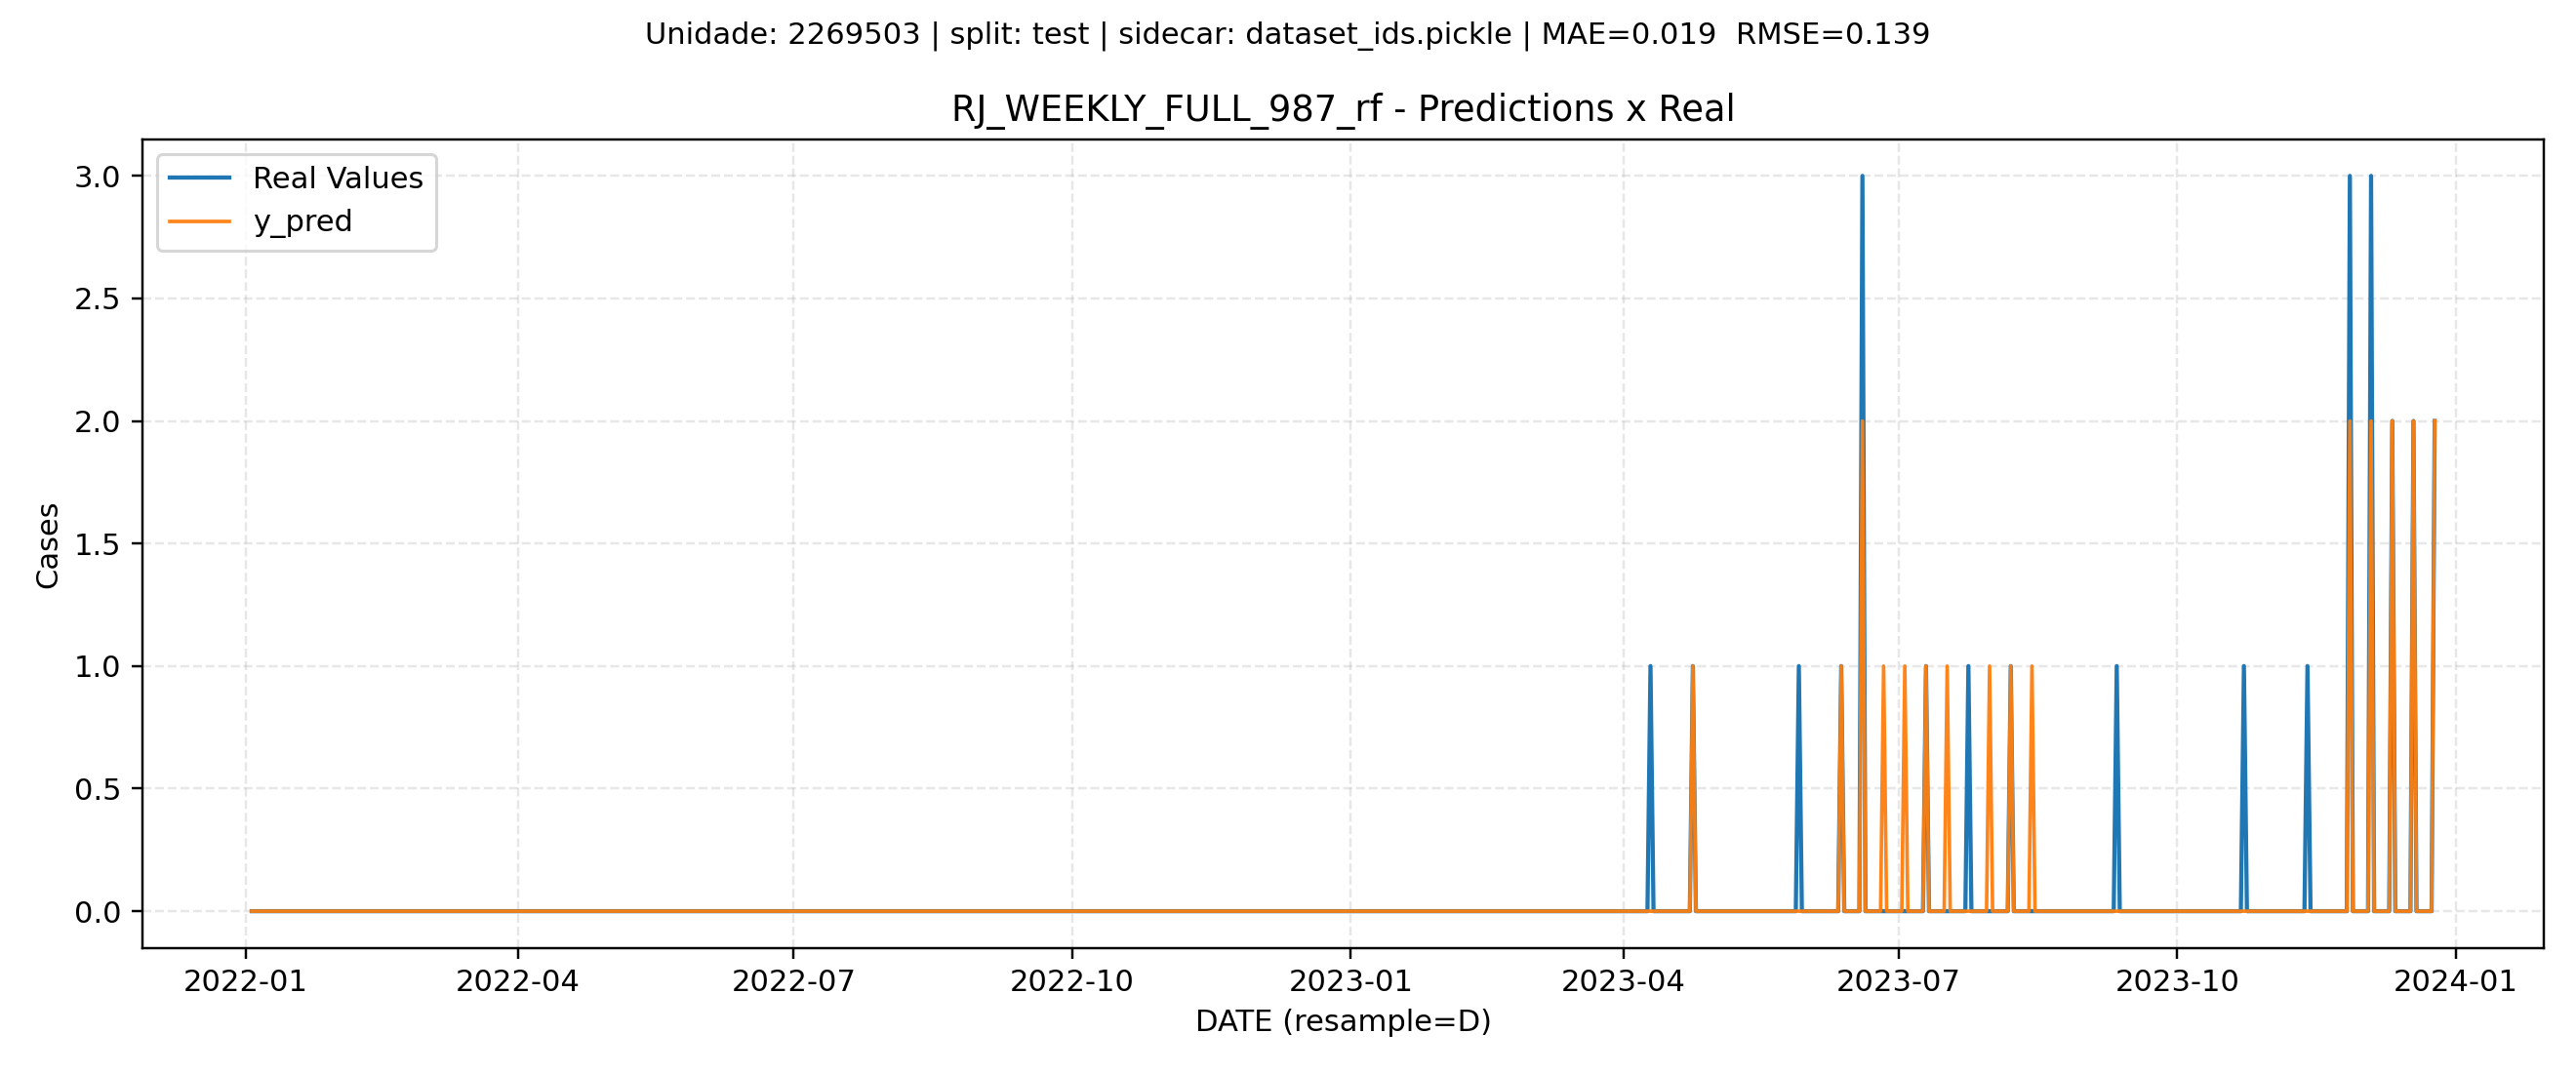 Unidade: 2269503 | split: test | sidecar: dataset_ids.pickle | MAE=0.019  RMSE=0.139
RJ_WEEKLY_FULL_987_rf - Predictions x Real
Real Values
y_pred
3.0
2.5
2.0
1.5
1.0
0.5
0.0
Cases
2022-01
2022-04
2022-07
2022-10
2023-01
2023-04
2023-07
2023-10
2024-01
DATE (resample=D)